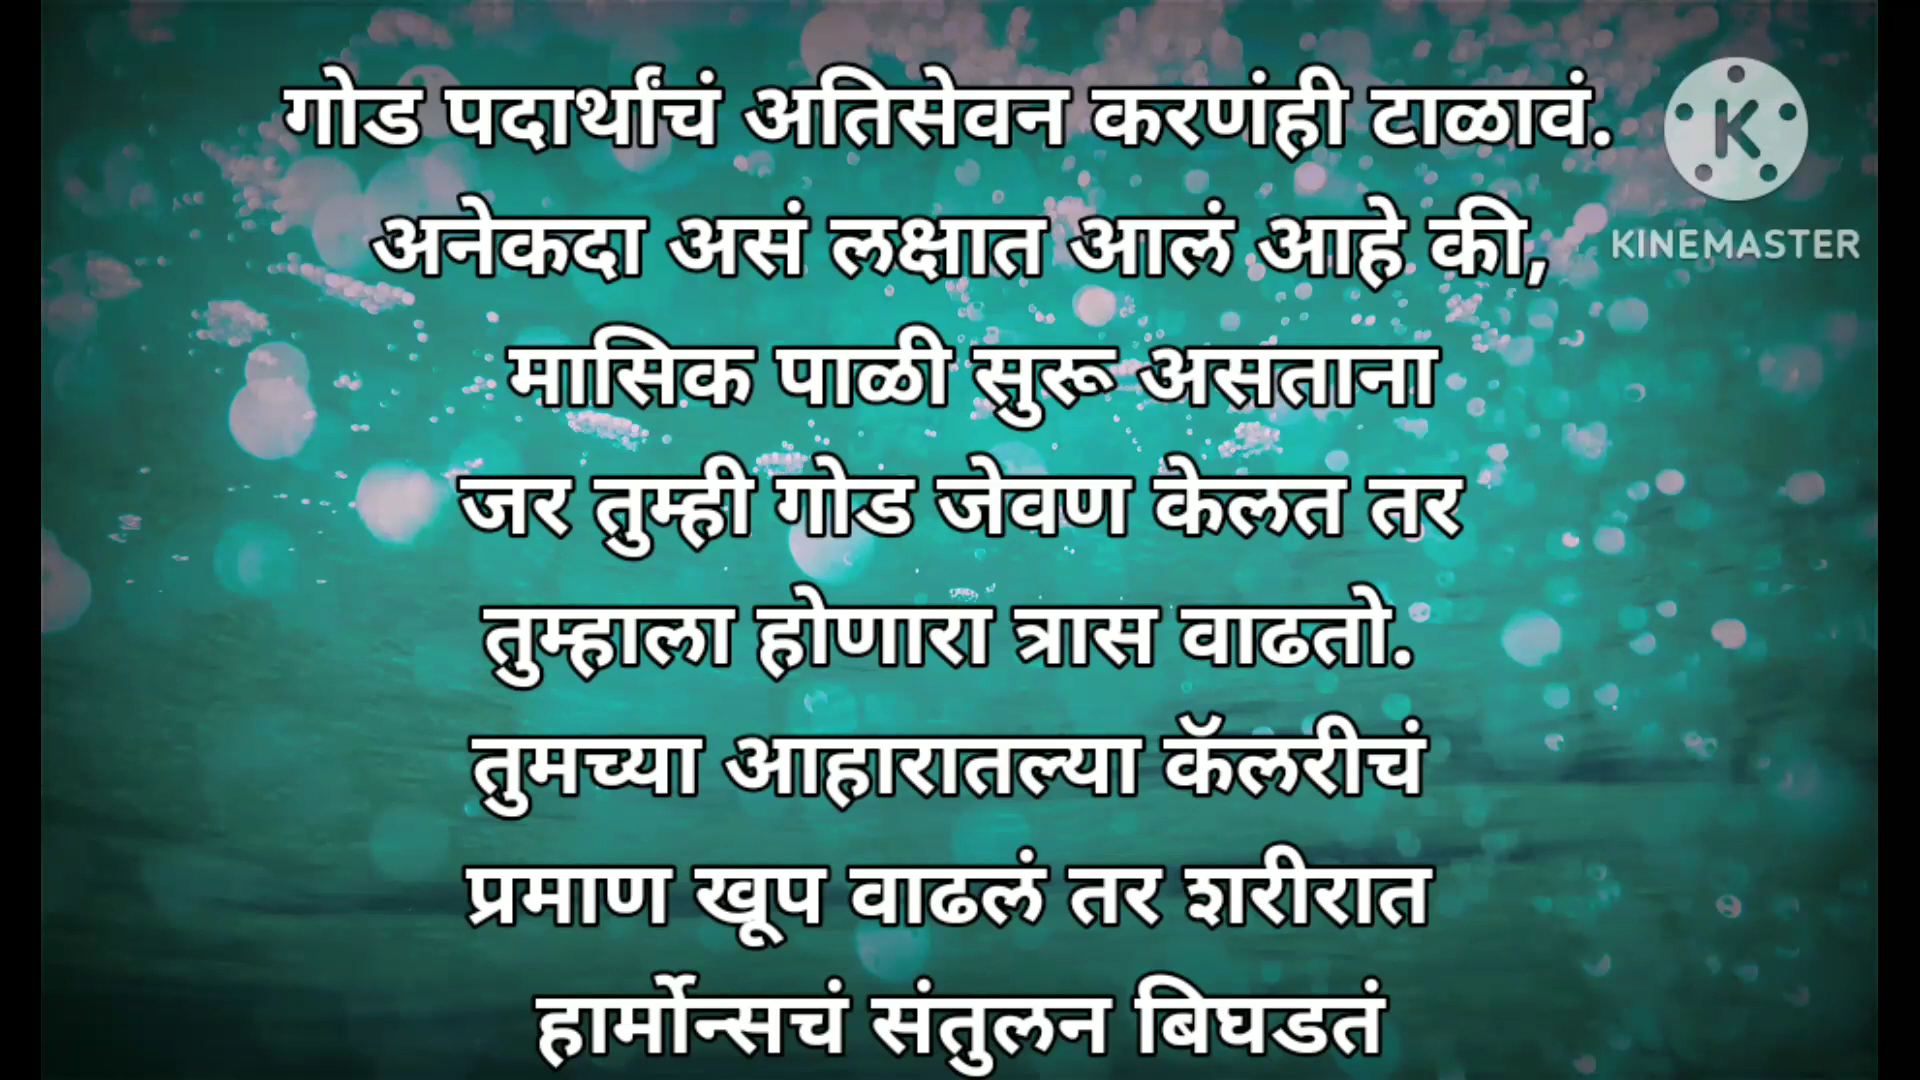 गोड पदार्थांचं अतिसेवन करणंही टाळावं.
अनेकदा असं लक्षात आलं आहे की,
मासिक पाळी सुरू असताना
जर तुम्ही गोड जेवण केलत तर
तुम्हाला होणारा त्रास वाढतो.
तुमच्या आहारातल्या कॅलरीचं
प्रमाण खूप वाढलं तर शरीरात
हार्मोन्सचं संतुलन बिघडतं
K
KINEMASTER